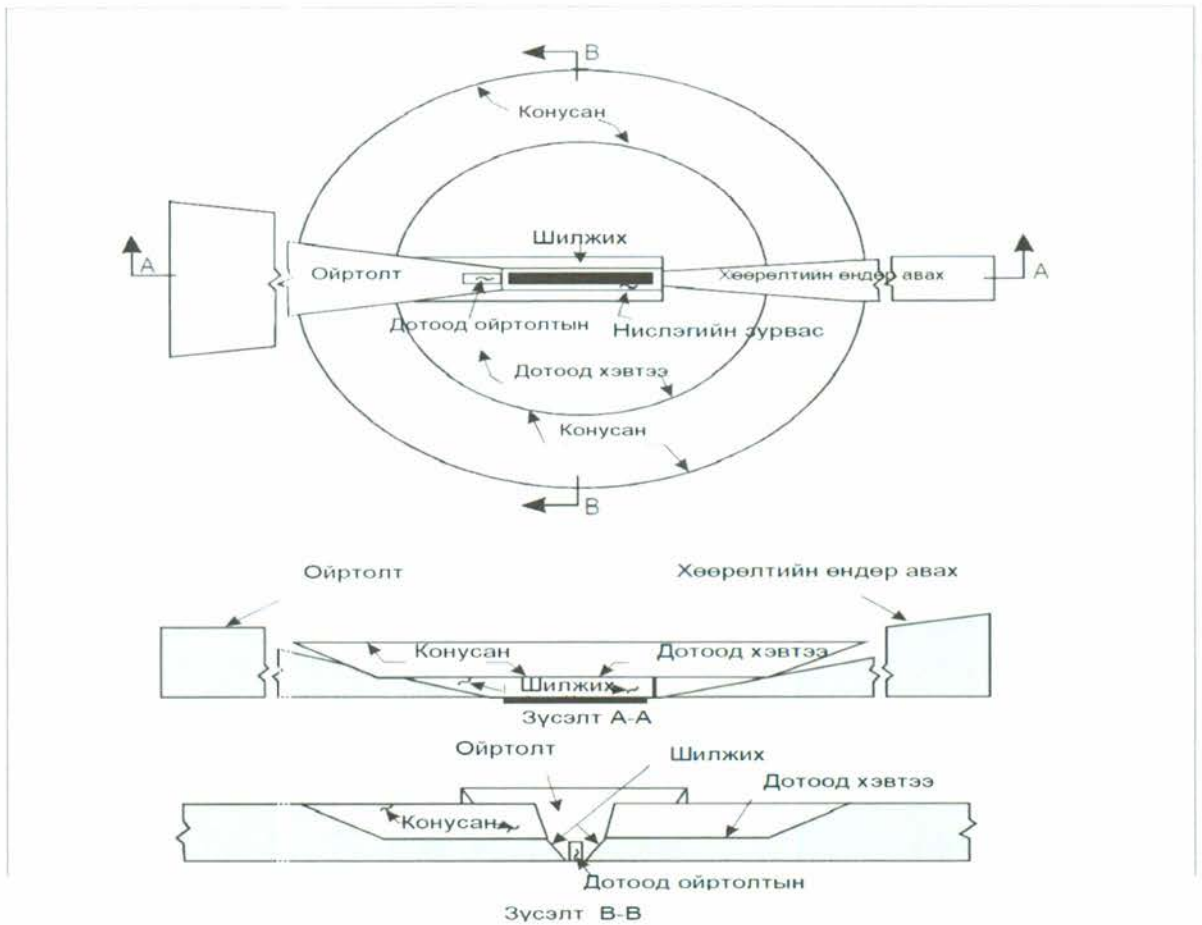 B
Конусан
A
Ойртолт
Шилжих
Хөөрөлтийн өндөр авах
A
Дотоод ойртолтын
Нислэгийн зурвас
Дотоод хэвтээ
Конусан
B
Ойртолт
Хөөрөлтийн өндөр авах
Конусан
Дотоод хэвтээ
Шилжих
Зүсэлт А-А
Ойртолт
Шилжих
Дотоод хэвтээ
Конусан
Дотоод ойртолтын
Зүсэлт В-В